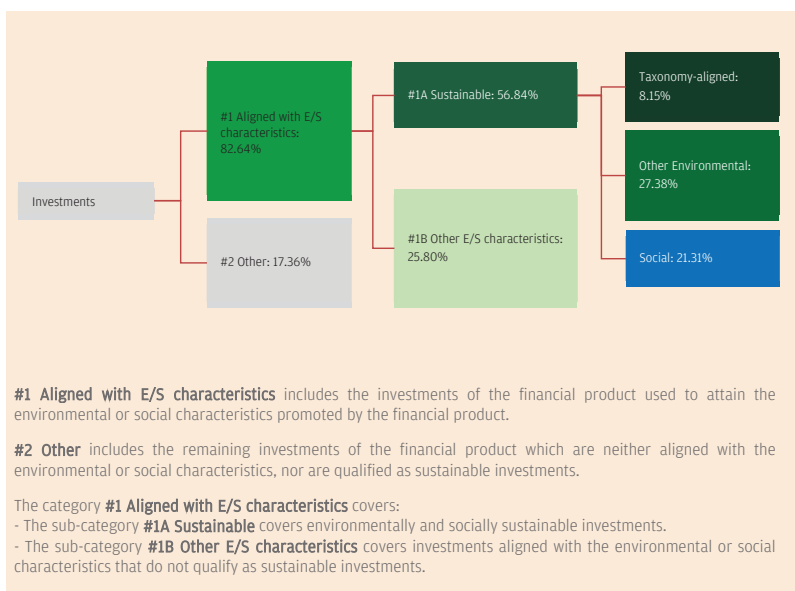 Investments
#1 Aligned with E/S
characteristics:
82.64%
#2 Other: 17.36%
#1A Sustainable: 56.84%
#1B Other E/S characteristics:
25.80%
Taxonomy-aligned:
8.15%
Other Environmental:
27.38%
Social: 21.31%
#1 Aligned with E/S characteristics includes the investments of the financial product used to attain the
environmental or social characteristics promoted by the financial product.
#2 Other includes the remaining investments of the financial product which are neither aligned with the
environmental or social characteristics, nor are qualified as sustainable investments.
The category #1 Aligned with E/S characteristics covers:
- The sub-category #1A Sustainable covers environmentally and socially sustainable investments.
- The sub-category #1B Other E/S characteristics covers investments aligned with the environmental or social
characteristics that do not qualify as sustainable investments.